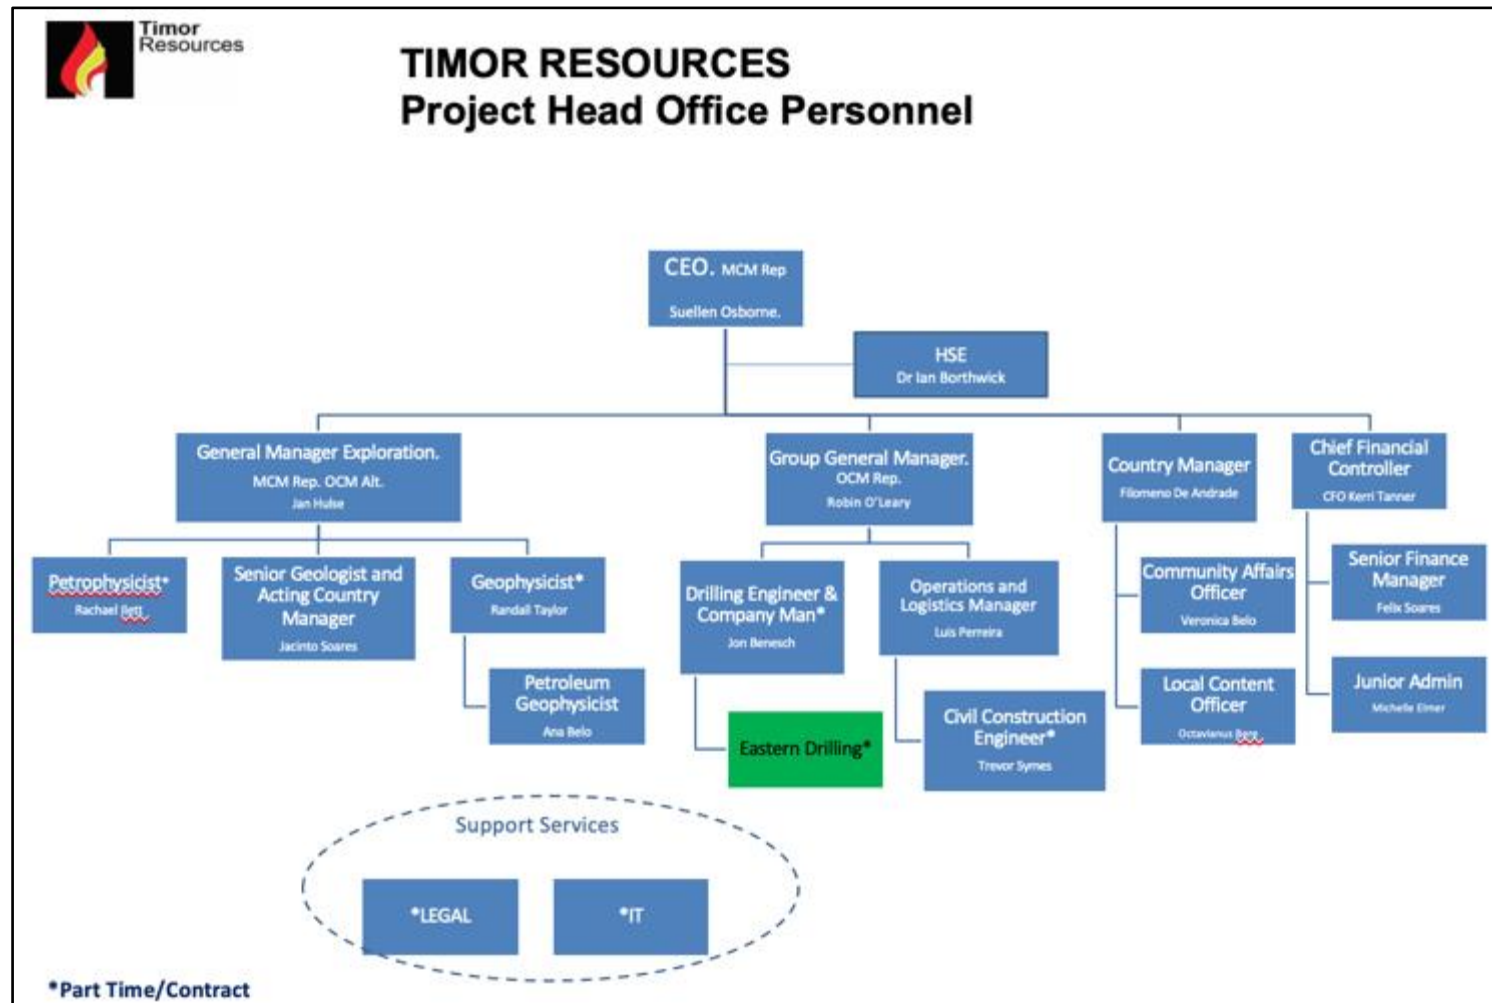 Timor
Resources
TIMOR RESOURCES
Project Head Office Personnel
CEO. MCM Rep
Suellen Osborne.
HSE
Dr Ian Borthwick
General Manager Exploration.
MCM Rep. OCM Alt.
Jan Hulse
Group General Manager.
OCM Rep.
Robin O'Leary
Country Manager
Filomeno De Andrade
Chief Financial
Controller
CFO Kerri Tanner
Petrophysicist*
Rachael Bett
Senior Geologist and
Acting Country
Manager
Jacinto Soares
Geophysicist*
Randall Taylor
Drilling Engineer &
Company Man*
Jon Benesch
Operations and
Logistics Manager
Luis Perreira
Community Affairs
Officer
Veronica Belo
Senior Finance
Manager
Felix Soares
Petroleum
Geophysicist
Ana Belo
Eastern Drilling*
Civil Construction
Engineer*
Trevor Symes
Local Content
Officer
Octavianus Bere
Junior Admin
Michelle Elmer
Support Services
*LEGAL
*IT
*Part Time/Contract